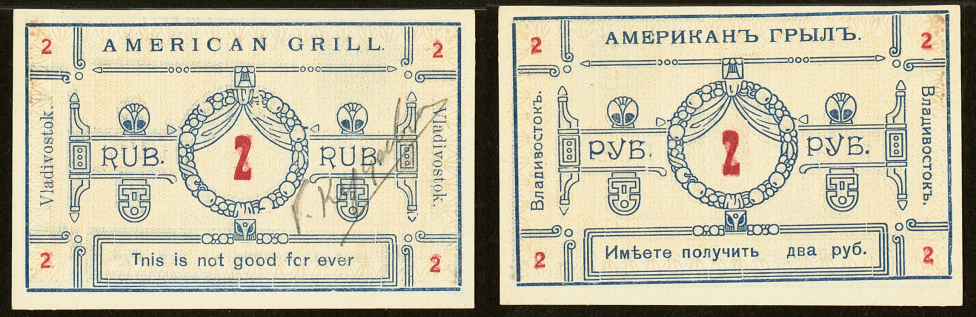 AMERICAN GRILL.
2 2
Vladivostok.
RUB. 2 RUB.
Vladivostok.
Tnis is not good for ever
2 2
АМЕРИКАНЪ ГРЫЛЪ.
2 2
Владивостокъ.
РУБ. 2 РУБ.
Владивостокъ.
Имѣете получить два руб.
2 2